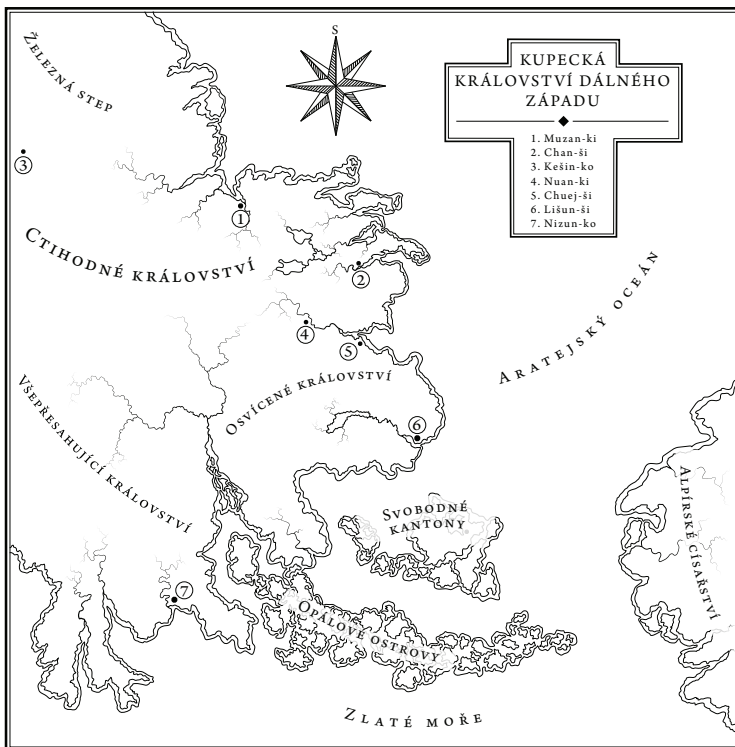 S
KUPECKÁ
KRÁLOVSTVÍ DÁLNÉHO
ZÁPADU
1. Muzan-ki
2. Chan-ši
3. Kešin-ko
4. Nuan-ki
5. Chuej-ši
6. Lišun-ši
7. Nizun-ko
Železná step
3
1
Ctihodné království
2
Aratejský oceán
4
5
Osvícené království
Všepřesahující království
6
Svobodné
kantony
Alpírské císařství
7
Opálové ostrovy
Zlaté moře